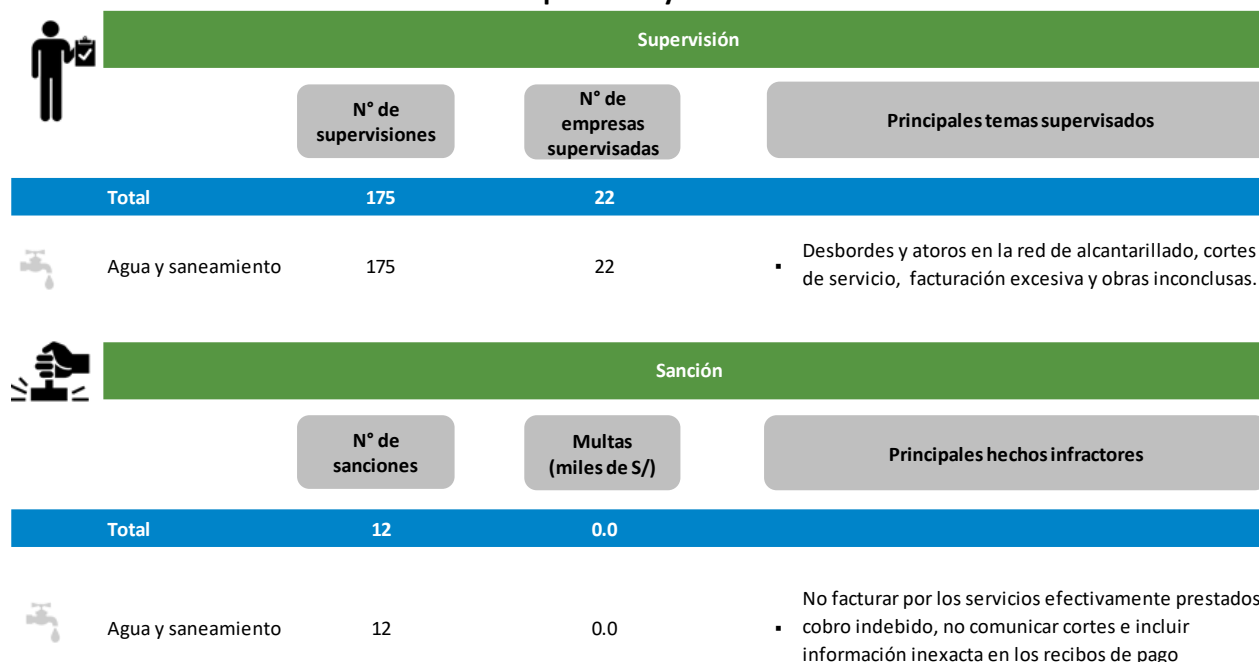 Supervisión
N° de
supervisiones
N° de
empresas
supervisadas
Principales temas supervisados
Total 175 22
Agua y saneamiento 175 22
▪ Desbordes y atoros en la red de alcantarillado, cortes
de servicio, facturación excesiva y obras inconclusas.
Sanción
N° de
sanciones
Multas
(miles de S/)
Principales hechos infractores
Total 12 0.0
Agua y saneamiento 12 0.0
No facturar por los servicios efectivamente prestados
▪ cobro indebido, no comunicar cortes e incluir
información inexacta en los recibos de pago